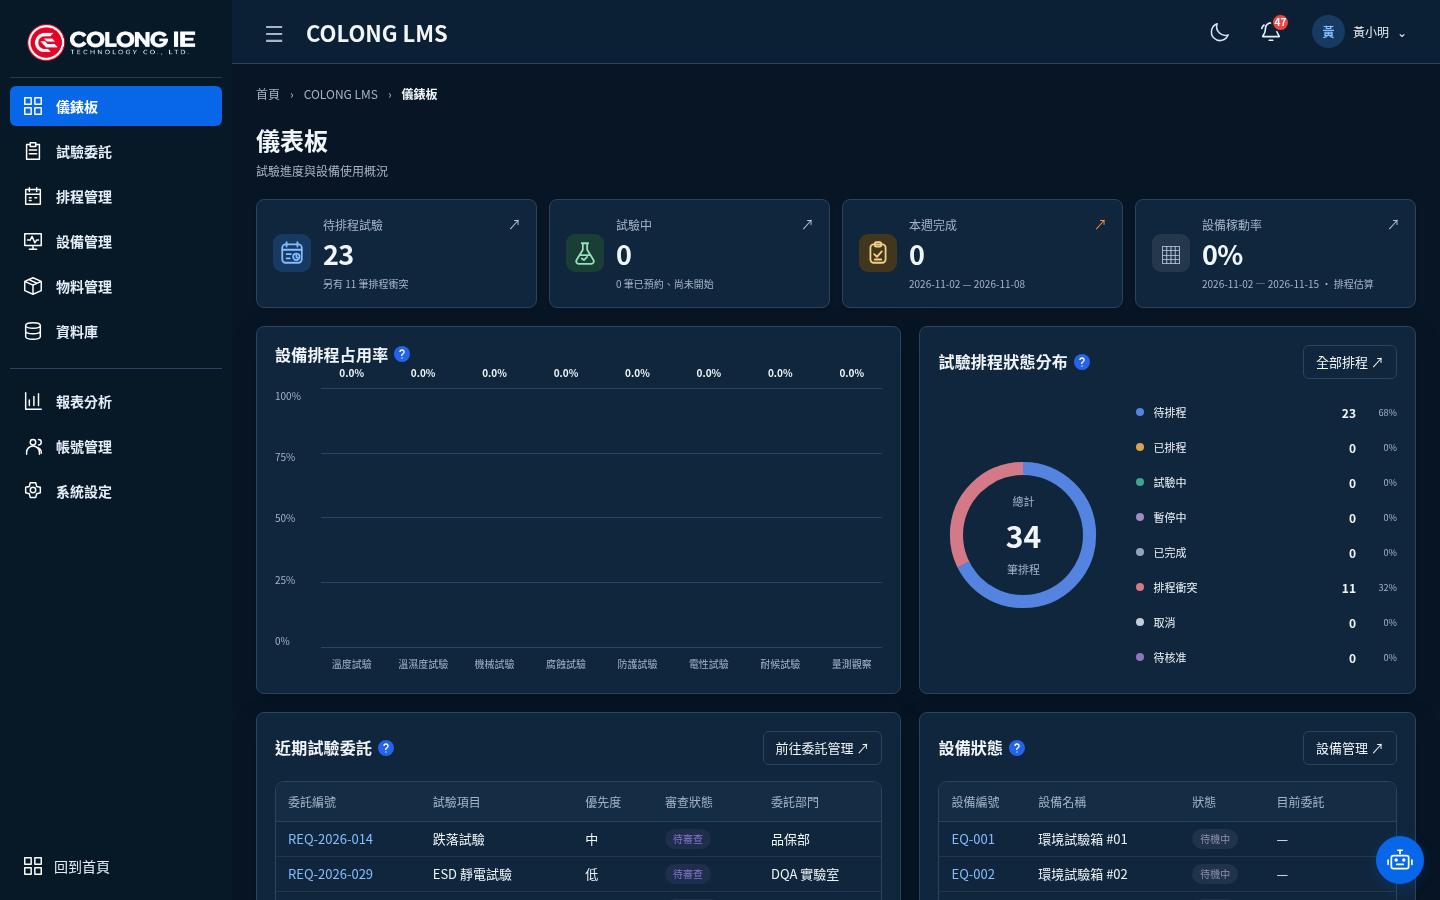 COLONG IE
TECHNOLOGY CO., LTD.
儀錶板
試驗委託
排程管理
設備管理
物料管理
資料庫
報表分析
帳號管理
系統設定
回到首頁
COLONG LMS
47
黃
黃小明
首頁 › COLONG LMS › 儀錶板
儀表板
試驗進度與設備使用概況
待排程試驗
23
另有 11 筆排程衝突
試驗中
0
0 筆已預約、尚未開始
本週完成
0
2026-11-02 — 2026-11-08
設備稼動率
0%
2026-11-02 — 2026-11-15 · 排程估算
設備排程占用率 ?
0.0% 0.0% 0.0% 0.0% 0.0% 0.0% 0.0% 0.0%
100%
75%
50%
25%
0%
溫度試驗 溫濕度試驗 機械試驗 腐蝕試驗 防護試驗 電性試驗 耐候試驗 量測觀察
試驗排程狀態分布 ?
全部排程 ↗
總計
34
筆排程
待排程 23 68%
已排程 0 0%
試驗中 0 0%
暫停中 0 0%
已完成 0 0%
排程衝突 11 32%
取消 0 0%
待核准 0 0%
近期試驗委託 ?
前往委託管理 ↗
委託編號 試驗項目 優先度 審查狀態 委託部門
REQ-2026-014 跌落試驗 中 待審查 品保部
REQ-2026-029 ESD 靜電試驗 低 待審查 DQA 實驗室
設備狀態 ?
設備管理 ↗
設備編號 設備名稱 狀態 目前委託
EQ-001 環境試驗箱 #01 待機中 —
EQ-002 環境試驗箱 #02 待機中 —